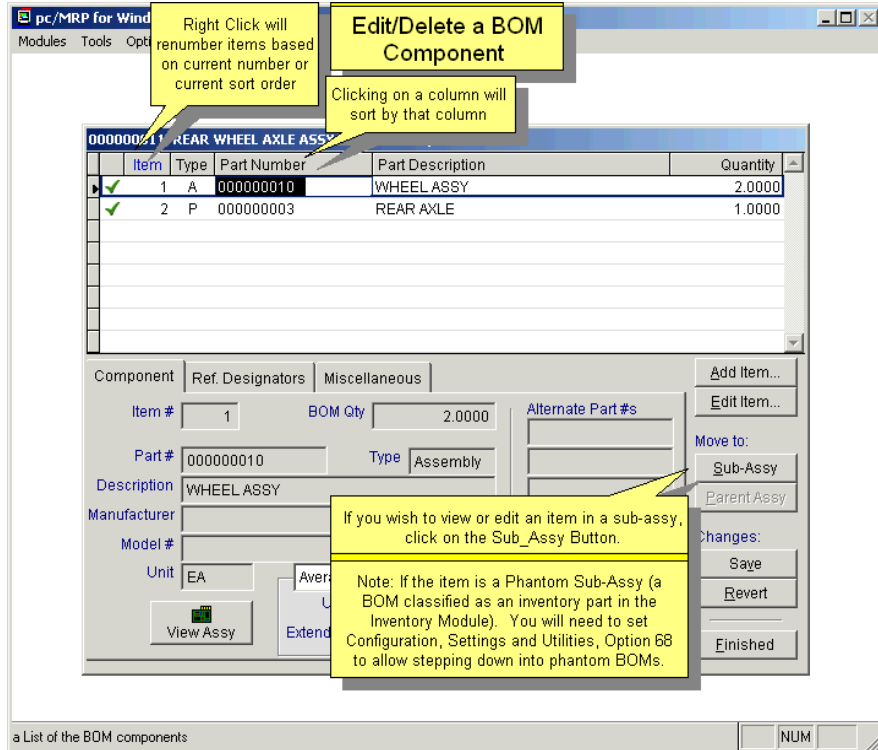 pc/MRP for Wind
Modules Tools Opti
Right Click will
renumber items based
on current number or
current sort order
Edit/Delete a BOM
Component
Clicking on a column will
sort by that column
REAR WHEEL AXLE ASSY
Item Type Part Number Part Description Quantity
1 A 000000010 WHEEL ASSY 2.0000
2 P 000000003 REAR AXLE 1.0000
Component Ref. Designators Miscellaneous
Add Item...
Edit Item...
Item # 1 BOM Qty 2.0000 Alternate Part #s
Move to:
Part # 000000010 Type Assembly
Sub-Assy
Description WHEEL ASSY
Parent Assy
Manufacturer
If you wish to view or edit an item in a sub-assy,
click on the Sub_Assy Button.
Model #
Changes:
Unit EA
Save
Revert
Note: If the item is a Phantom Sub-Assy (a
BOM classified as an inventory part in the
Inventory Module). You will need to set
Configuration, Settings and Utilities, Option 68
to allow stepping down into phantom BOMs.
Aver
U
Extend
View Assy
Finished
a List of the BOM components
NUM